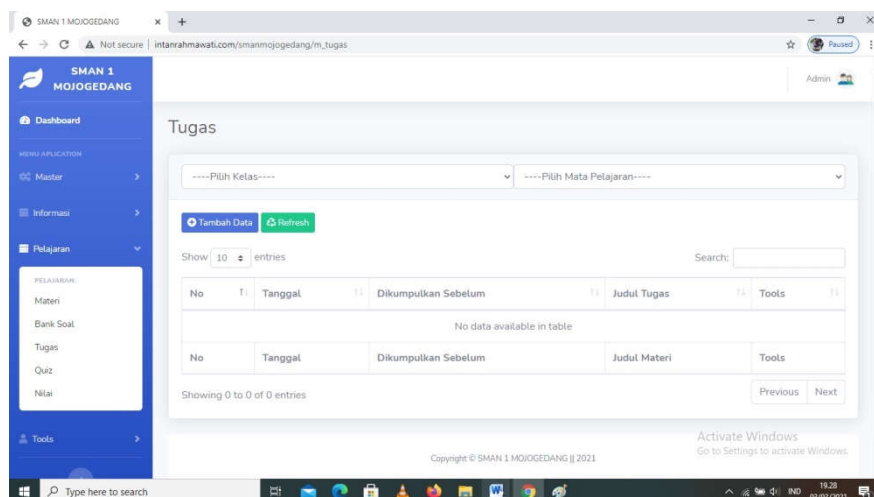 SMAN 1 MOJOGEDANG
Not secure | intanrahmawati.com/smanmojogedang/m_tugas
Paused
SMAN 1
MOJOGEDANG
Admin
Dashboard
Tugas
MENU APLICATION
Master
----Pilih Kelas----
----Pilih Mata Pelajaran----
Informasi
Tambah Data
Refresh
Pelajaran
Show 10 entries
Search:
PELAJARAN:
Materi
Bank Soal
Tugas
Quiz
Nilai
No Tanggal Dikumpulkan Sebelum Judul Tugas Tools
No data available in table
No Tanggal Dikumpulkan Sebelum Judul Materi Tools
Showing 0 to 0 of 0 entries
Previous Next
Tools
Activate Windows
Go to Settings to activate Windows.
Copyright © SMAN 1 MOJOGEDANG || 2021
Type here to search
IND
19.28